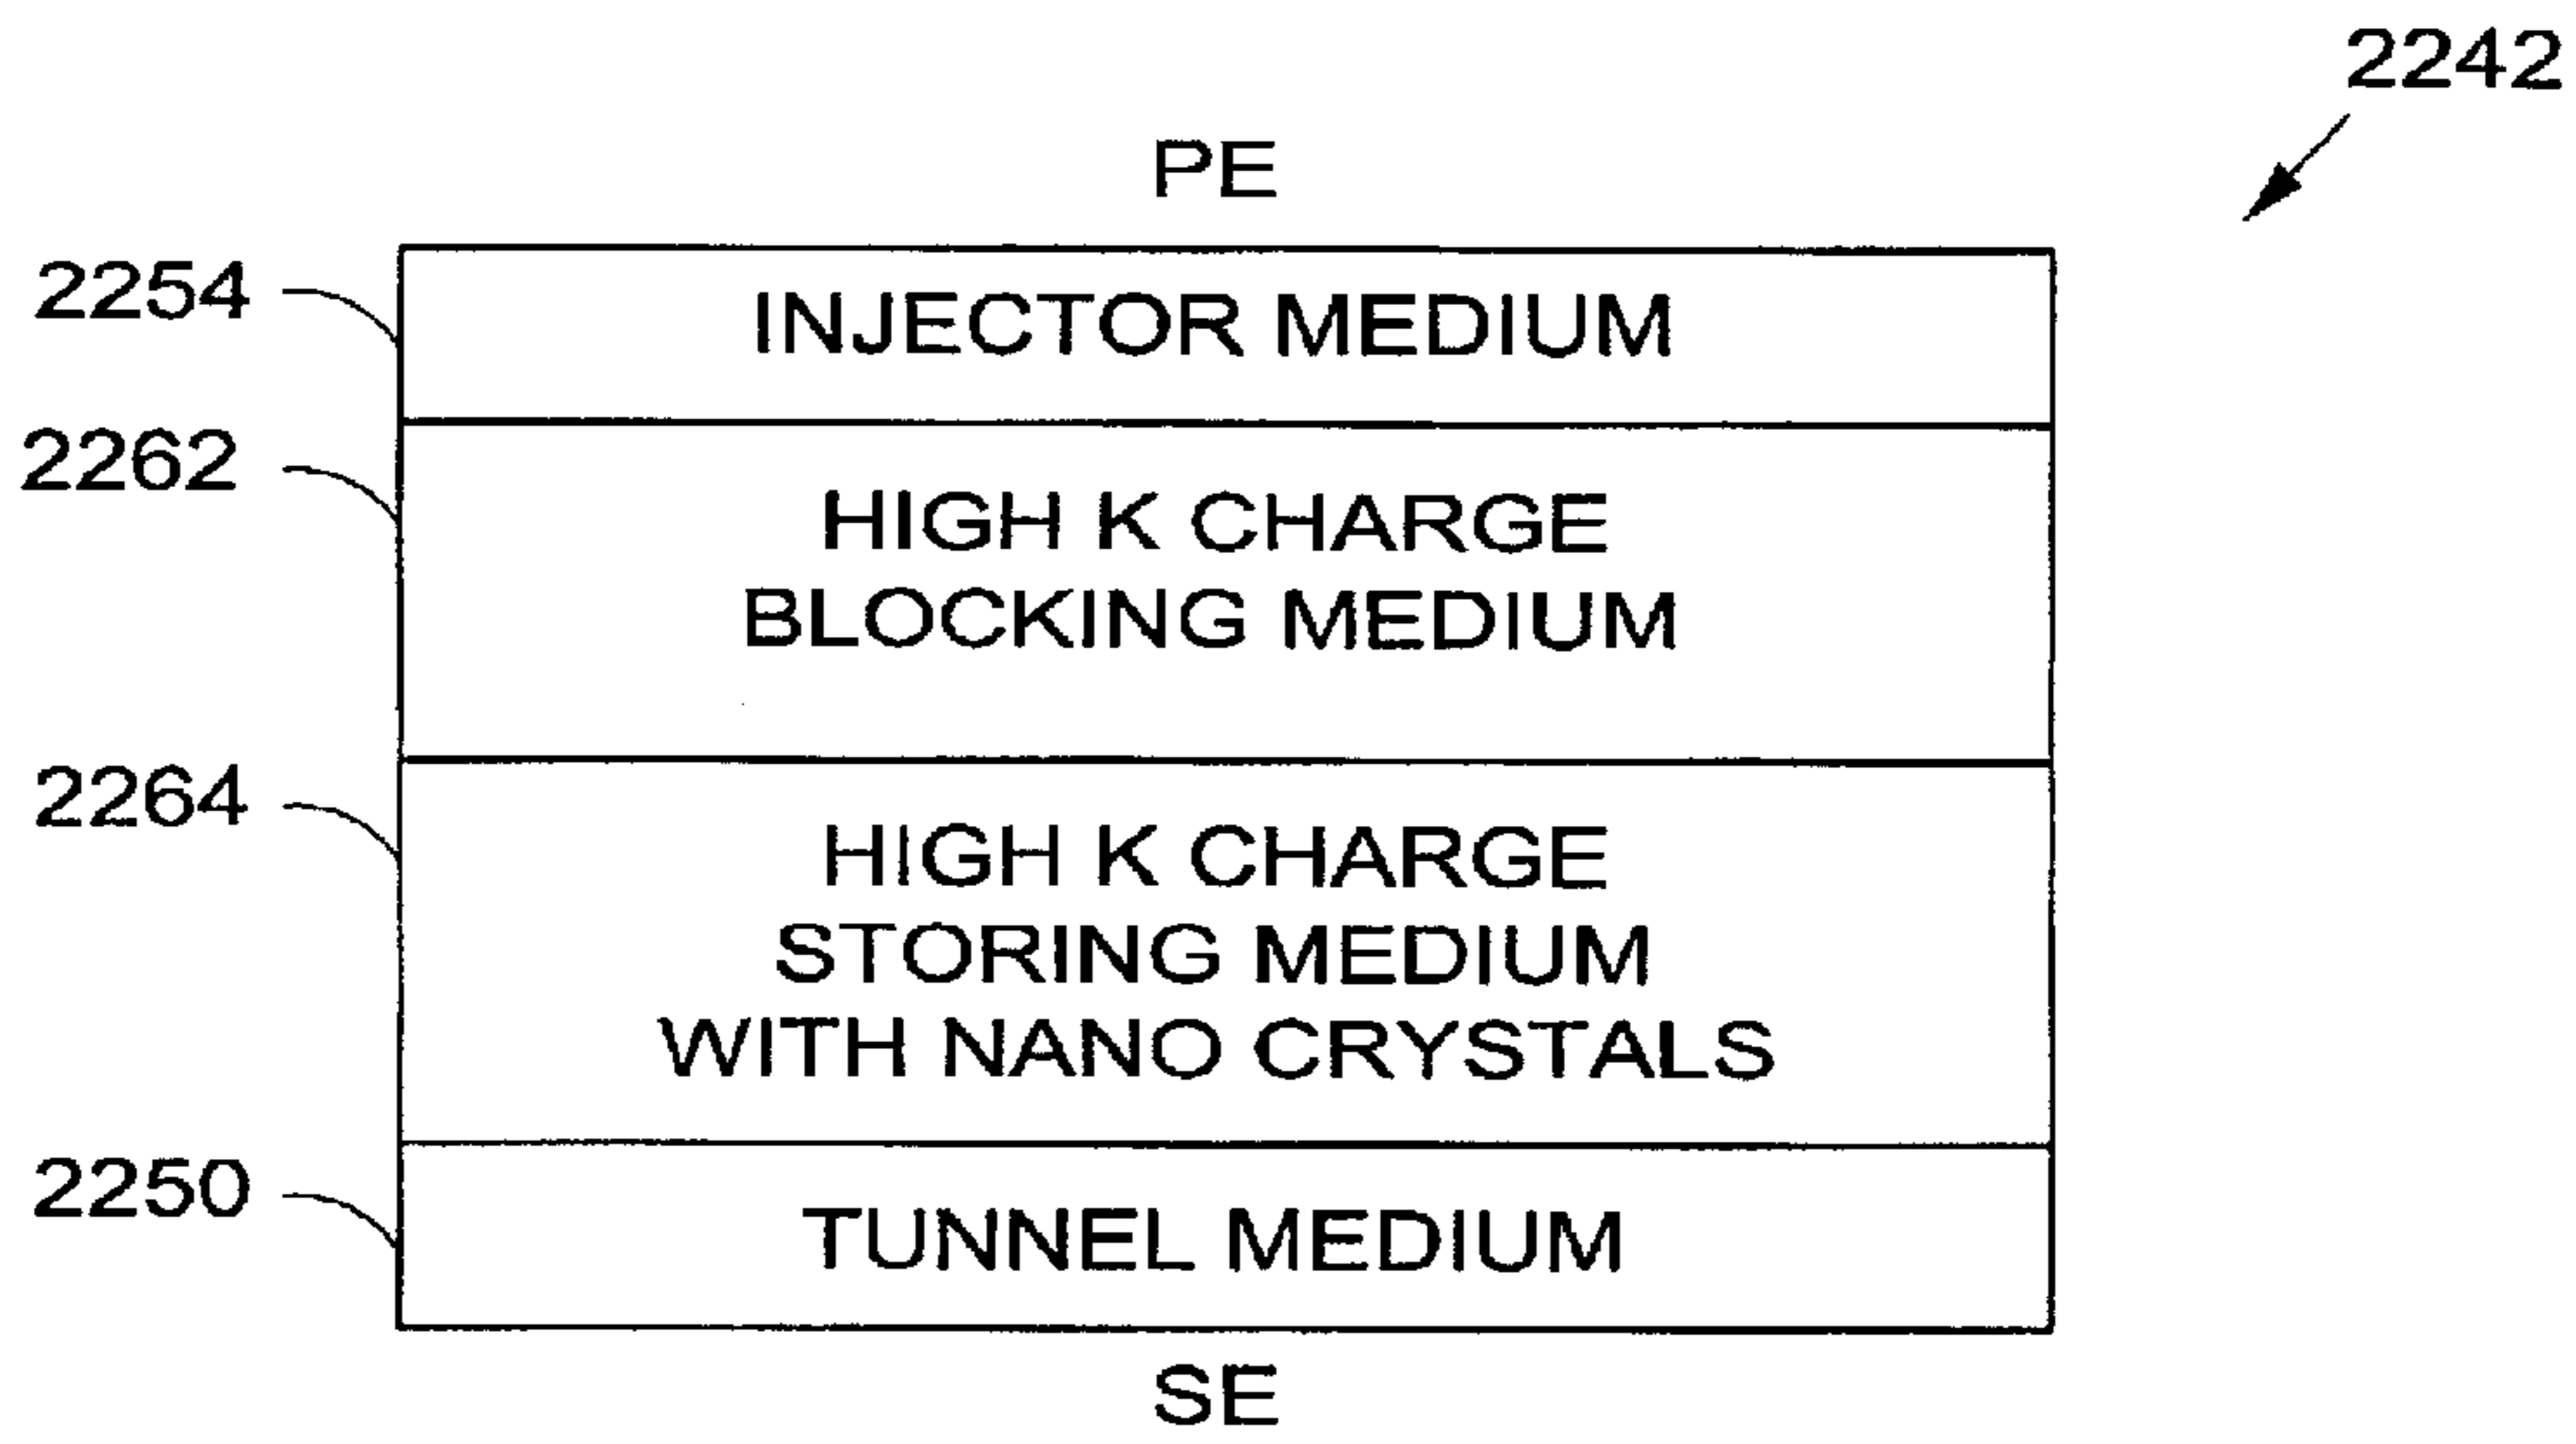 2242
PE
2254
INJECTOR MEDIUM
2262
HIGH K CHARGE
BLOCKING MEDIUM
2264
HIGH K CHARGE
STORING MEDIUM
WITH NANO CRYSTALS
2250
TUNNEL MEDIUM
SE